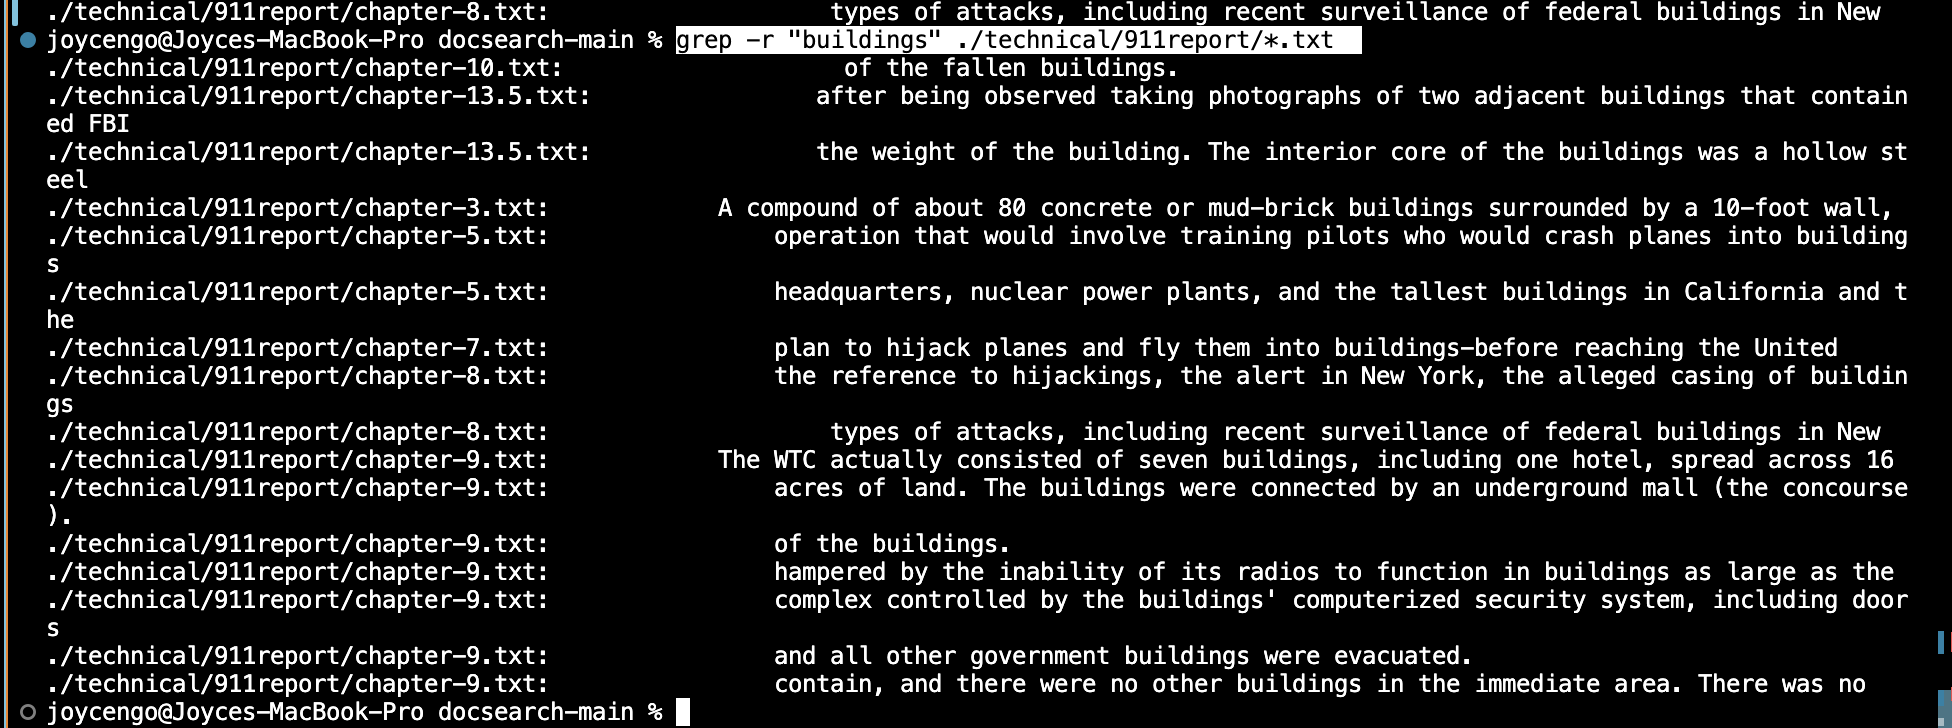 ./technical/911report/chapter-8.txt:                    types of attacks, including recent surveillance of federal buildings in New
joycengo@Joyces-MacBook-Pro docsearch-main % grep -r "buildings" ./technical/911report/*.txt
./technical/911report/chapter-10.txt:                    of the fallen buildings.
./technical/911report/chapter-13.5.txt:                after being observed taking photographs of two adjacent buildings that contain
ed FBI
./technical/911report/chapter-13.5.txt:                the weight of the building. The interior core of the buildings was a hollow st
eel
./technical/911report/chapter-3.txt:            A compound of about 80 concrete or mud-brick buildings surrounded by a 10-foot wall,
./technical/911report/chapter-5.txt:                operation that would involve training pilots who would crash planes into building
s
./technical/911report/chapter-5.txt:                headquarters, nuclear power plants, and the tallest buildings in California and t
he
./technical/911report/chapter-7.txt:                plan to hijack planes and fly them into buildings-before reaching the United
./technical/911report/chapter-8.txt:                the reference to hijackings, the alert in New York, the alleged casing of buildin
gs
./technical/911report/chapter-8.txt:                    types of attacks, including recent surveillance of federal buildings in New
./technical/911report/chapter-9.txt:            The WTC actually consisted of seven buildings, including one hotel, spread across 16
./technical/911report/chapter-9.txt:                acres of land. The buildings were connected by an underground mall (the concourse
).
./technical/911report/chapter-9.txt:                of the buildings.
./technical/911report/chapter-9.txt:                hampered by the inability of its radios to function in buildings as large as the
./technical/911report/chapter-9.txt:                complex controlled by the buildings' computerized security system, including door
s
./technical/911report/chapter-9.txt:                and all other government buildings were evacuated.
./technical/911report/chapter-9.txt:                contain, and there were no other buildings in the immediate area. There was no
joycengo@Joyces-MacBook-Pro docsearch-main %